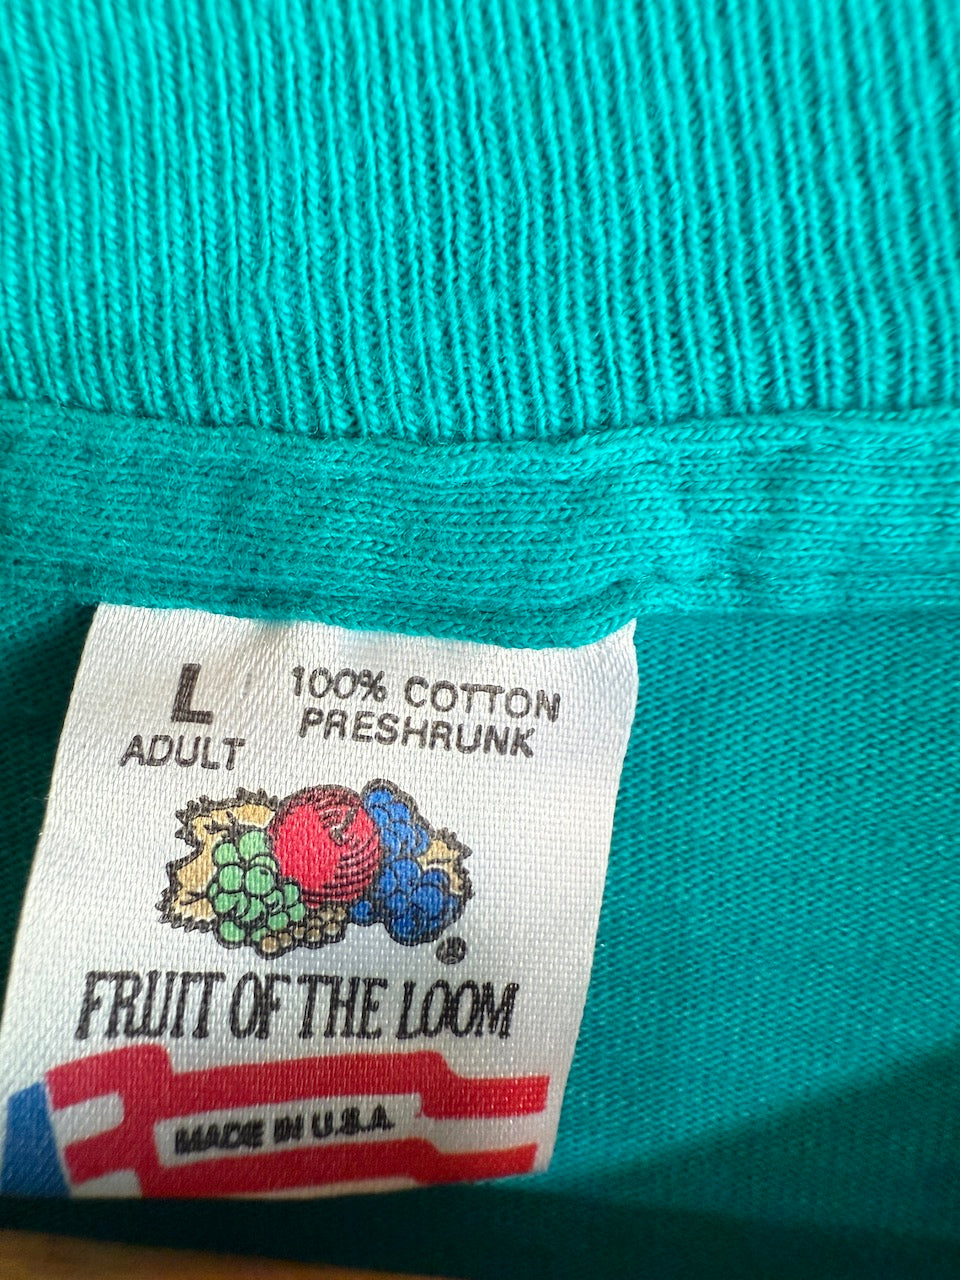 L
ADULT
100% COTTON
PRESHRUNK
®
FRUIT OF THE LOOM
MADE IN U.S.A.